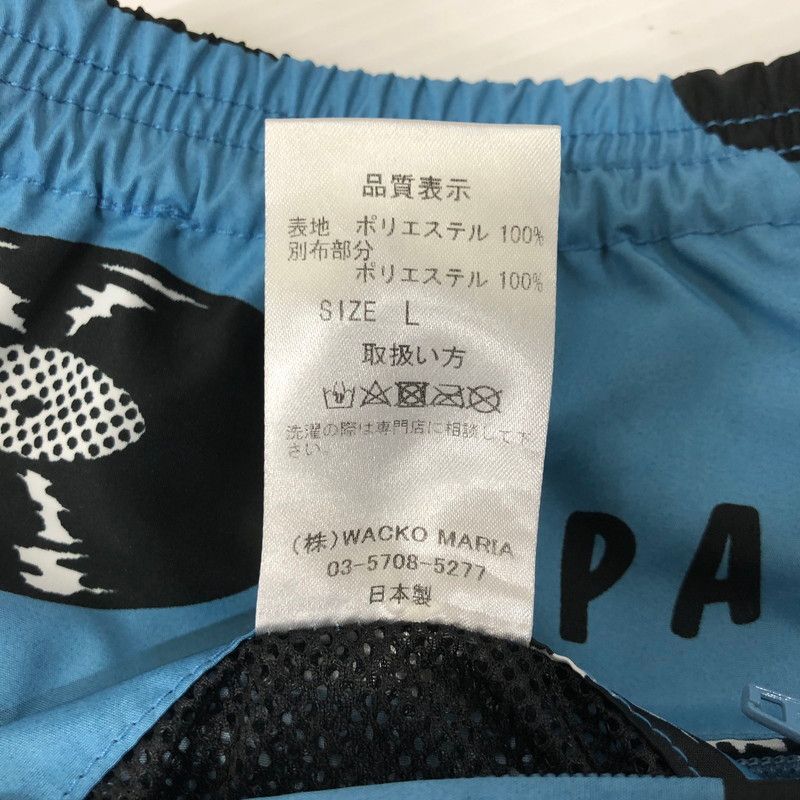 品質表示
表地 ポリエステル 100%
別布部分
ポリエステル 100%
SIZE L
取扱い方
洗濯の際は専門店に相談して下
さい。
(株)WACKO MARIA
03-5708-5277
日本製
PA